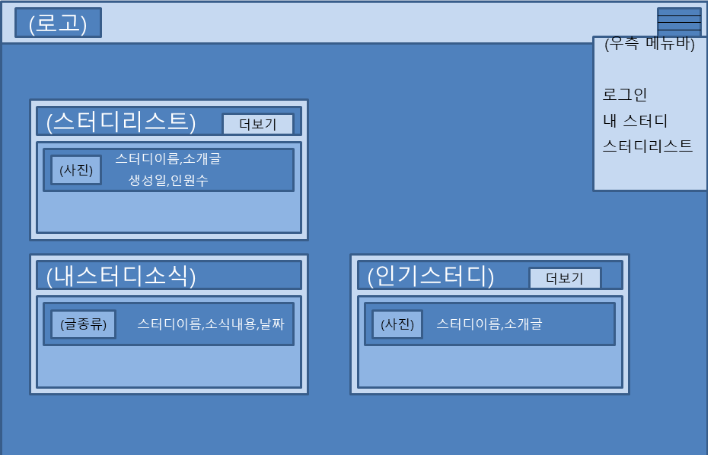 (로고)
(우측 메뉴바)
로그인
내 스터디
스터디리스트
(스터디리스트)
더보기
(사진)
스터디이름,소개글
생성일,인원수
(내스터디소식)
(글종류)
스터디이름,소식내용,날짜
(인기스터디)
더보기
(사진)
스터디이름,소개글